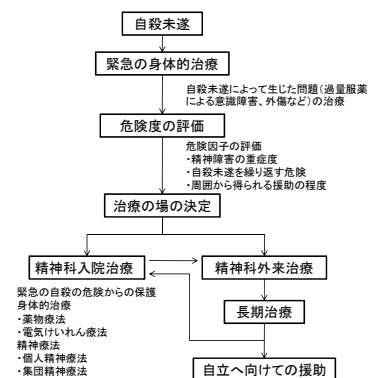 自殺未遂
緊急の身体的治療
自殺未遂によって生じた問題(過量服薬
による意識障害、外傷など)の治療
危険度の評価
危険因子の評価
・精神障害の重症度
・自殺未遂を繰り返す危険
・周囲から得られる援助の程度
治療の場の決定
精神科入院治療
精神科外来治療
緊急の自殺の危険からの保護
身体的治療
・薬物療法
・電気けいれん療法
精神療法
・個人精神療法
・集団精神療法
長期治療
自立へ向けての援助